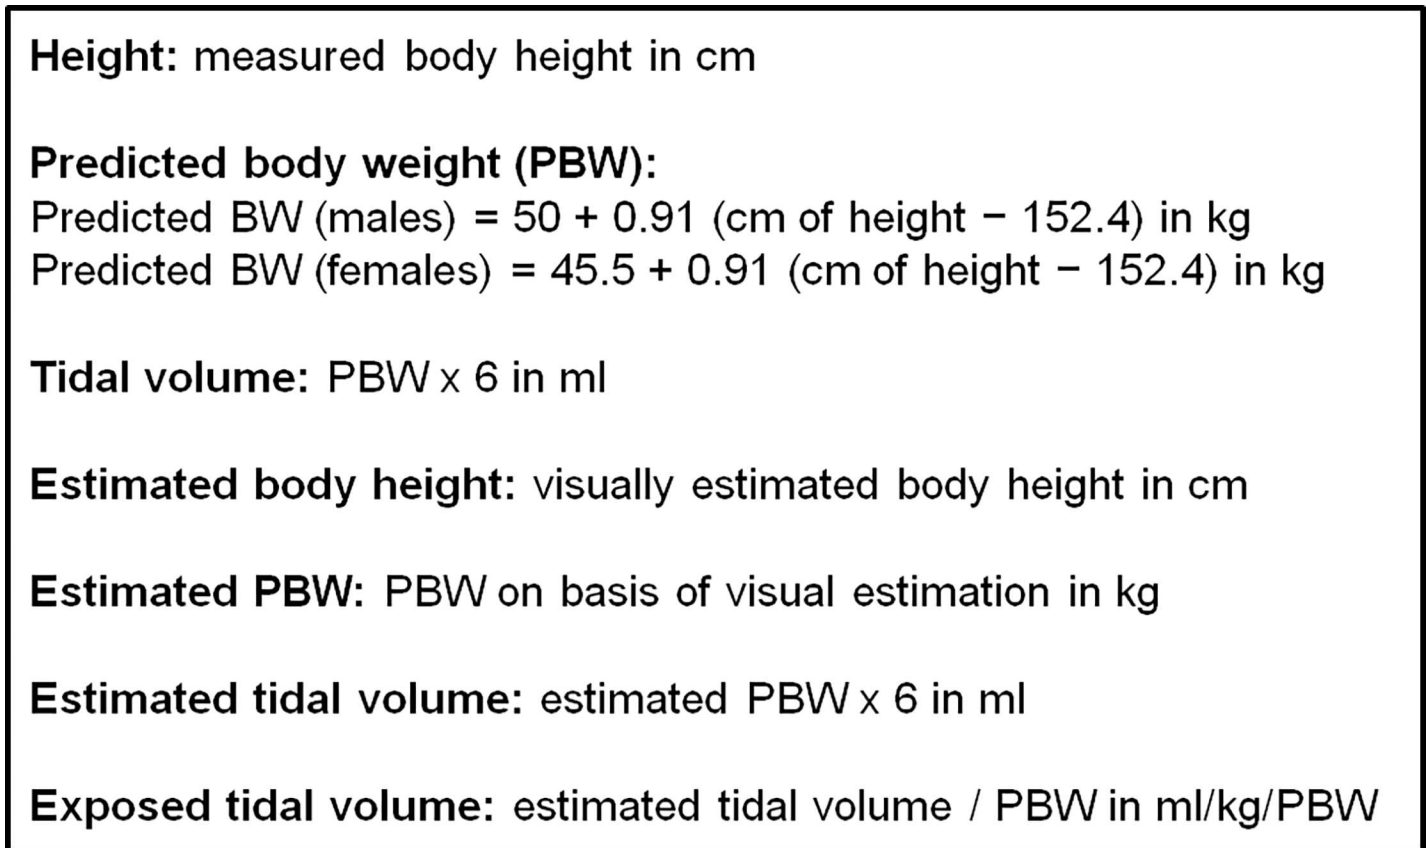 Height: measured body height in cm
Predicted body weight (PBW):
Predicted BW (males) = 50 + 0.91 (cm of height − 152.4) in kg
Predicted BW (females) = 45.5 + 0.91 (cm of height − 152.4) in kg
Tidal volume: PBW x 6 in ml
Estimated body height: visually estimated body height in cm
Estimated PBW: PBW on basis of visual estimation in kg
Estimated tidal volume: estimated PBW x 6 in ml
Exposed tidal volume: estimated tidal volume / PBW in ml/kg/PBW